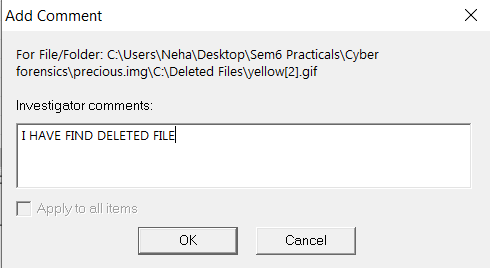 Add Comment
For File/Folder: C:\Users\Neha\Desktop\Sem6 Practicals\Cyber
forensics\precious.img\C:\Deleted Files\yellow[2].gif
Investigator comments:
I HAVE FIND DELETED FILE
Apply to all items
OK
Cancel